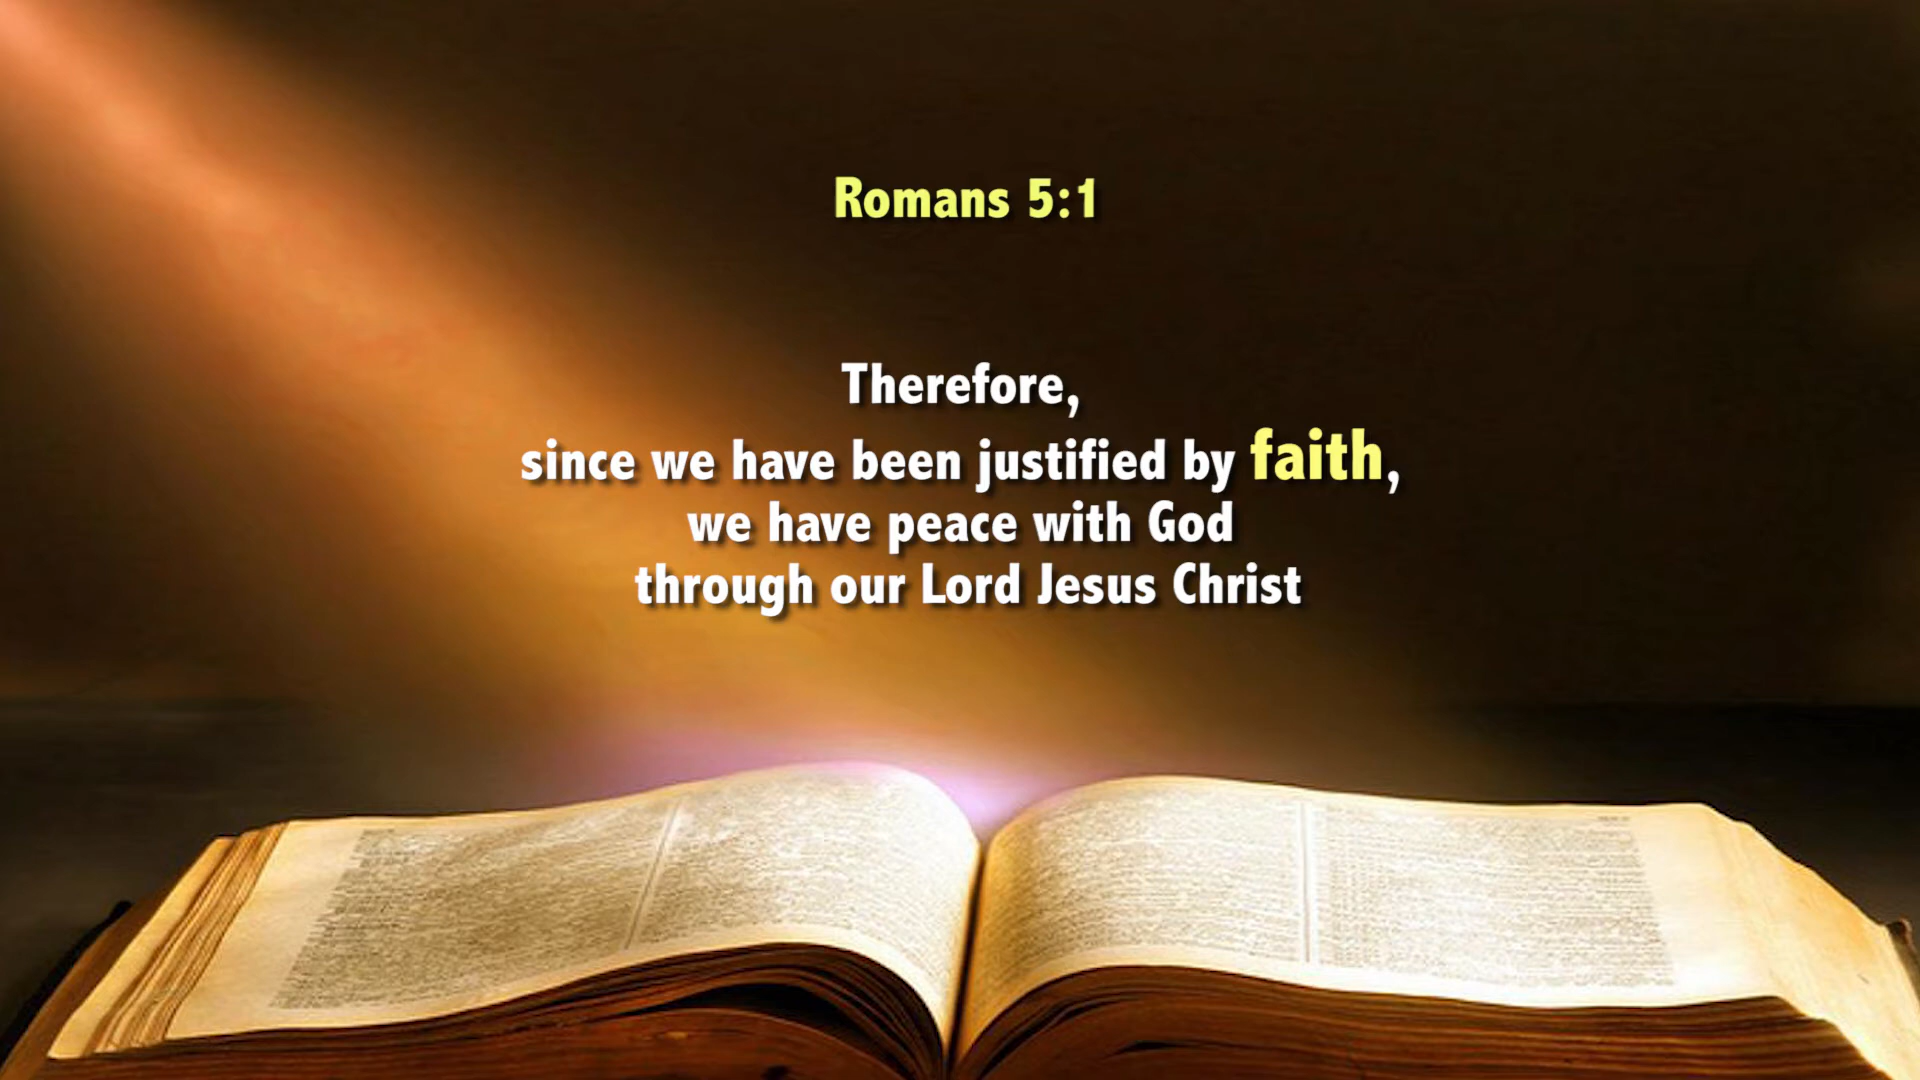 Romans 5:1
Therefore,
since we have been justified by faith,
we have peace with God
through our Lord Jesus Christ